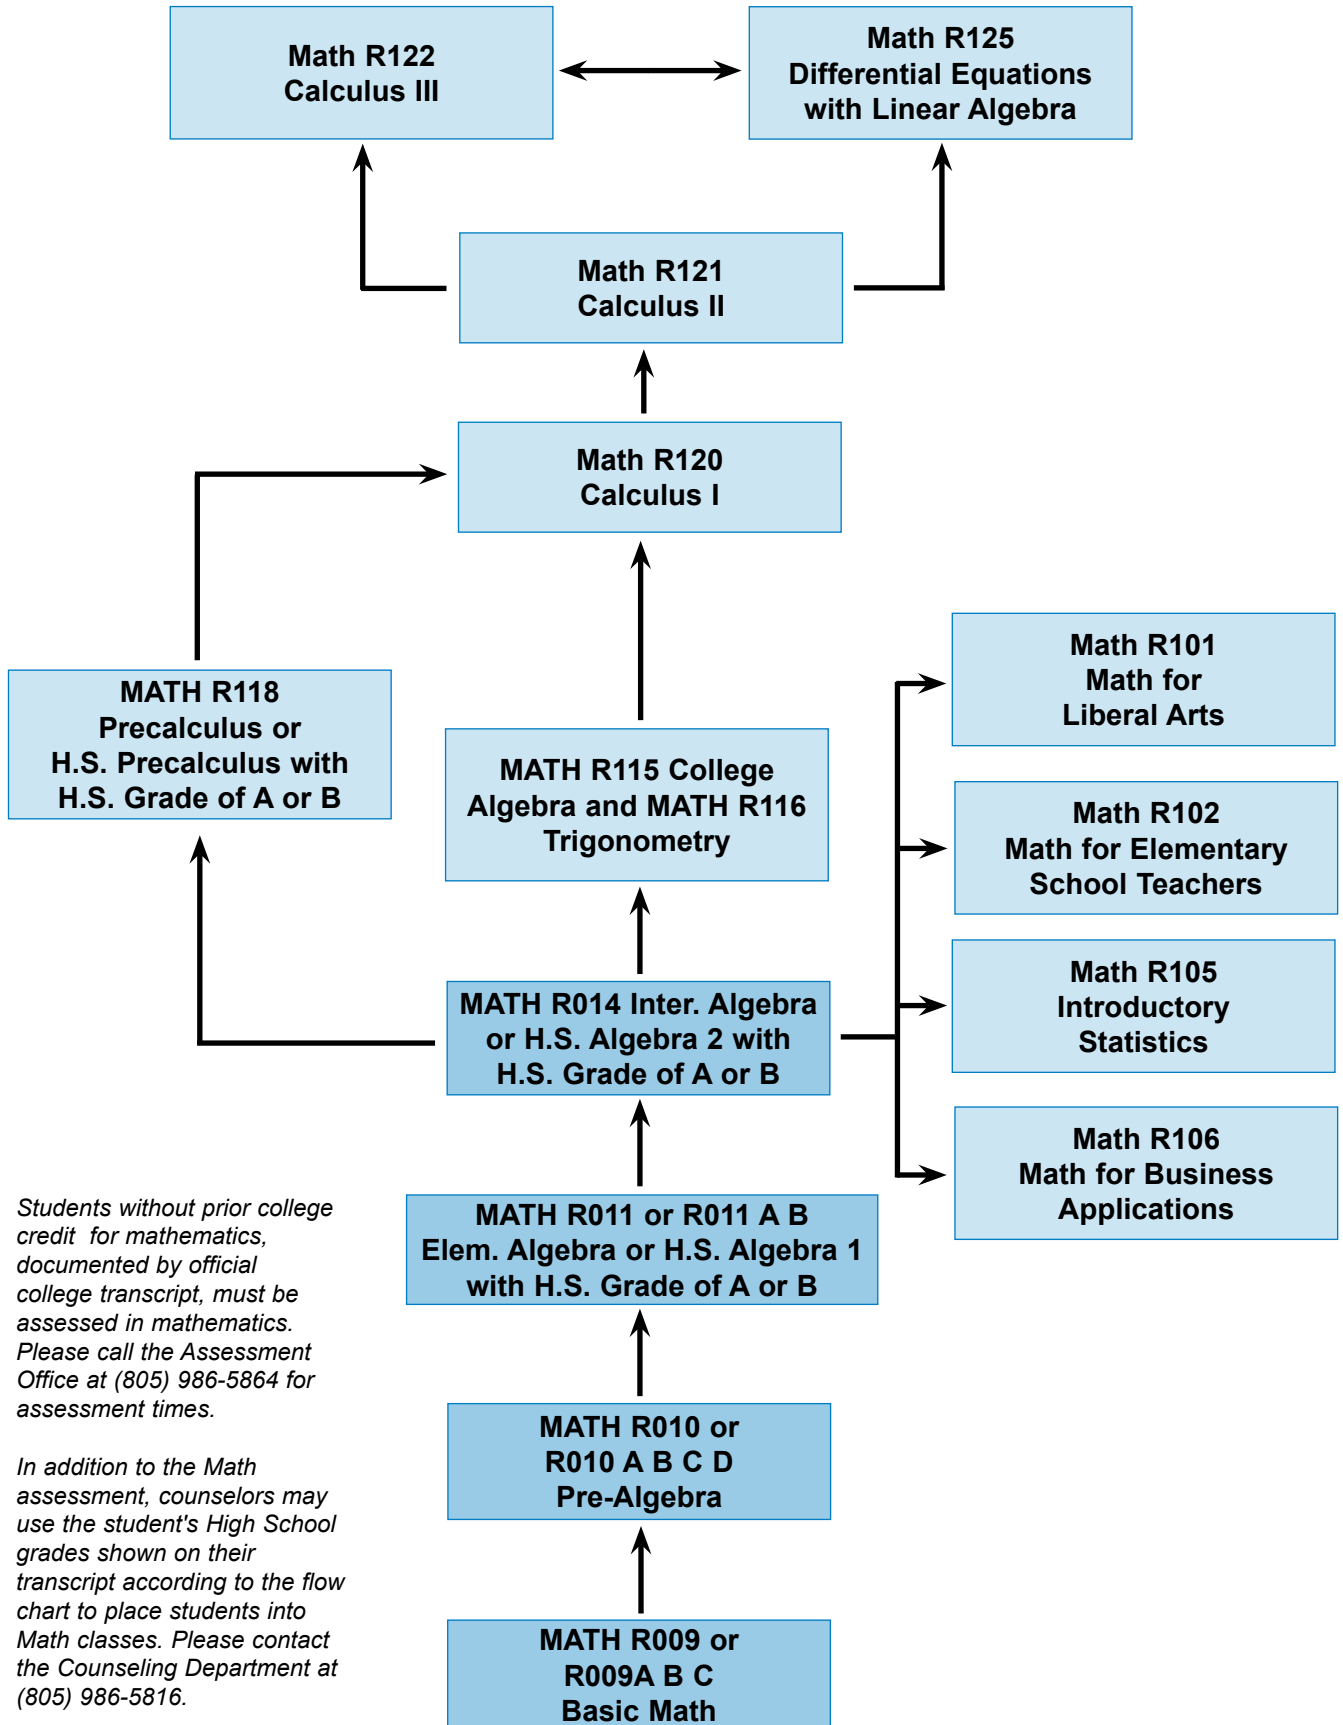 Math R122
Calculus III
Math R125
Differential Equations
with Linear Algebra
Math R121
Calculus II
Math R120
Calculus I
MATH R118
Precalculus or
H.S. Precalculus with
H.S. Grade of A or B
MATH R115 College
Algebra and MATH R116
Trigonometry
Math R101
Math for
Liberal Arts
Math R102
Math for Elementary
School Teachers
Math R105
Introductory
Statistics
Math R106
Math for Business
Applications
MATH R014 Inter. Algebra
or H.S. Algebra 2 with
H.S. Grade of A or B
MATH R011 or R011 A B
Elem. Algebra or H.S. Algebra 1
with H.S. Grade of A or B
MATH R010 or
R010 A B C D
Pre-Algebra
MATH R009 or
R009A B C
Basic Math
Students without prior college
credit for mathematics,
documented by official
college transcript, must be
assessed in mathematics.
Please call the Assessment
Office at (805) 986-5864 for
assessment times.
In addition to the Math
assessment, counselors may
use the student's High School
grades shown on their
transcript according to the flow
chart to place students into
Math classes. Please contact
the Counseling Department at
(805) 986-5816.